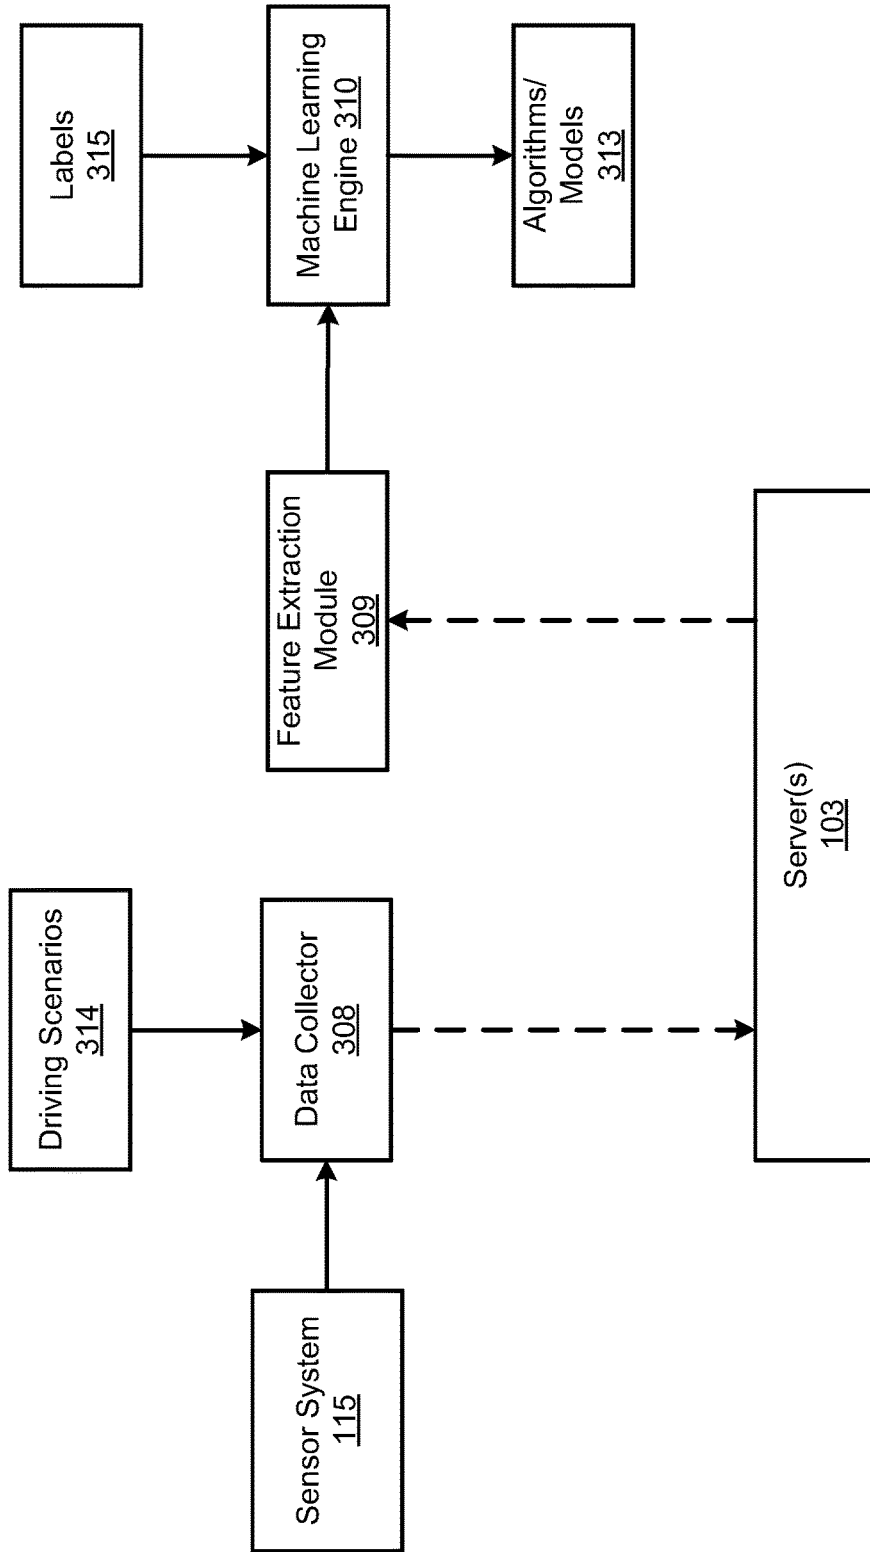 Driving Scenarios
314
Labels
315
Sensor System
115
Data Collector
308
Feature Extraction
Module
309
Machine Learning
Engine 310
Algorithms/
Models
313
Server(s)
103